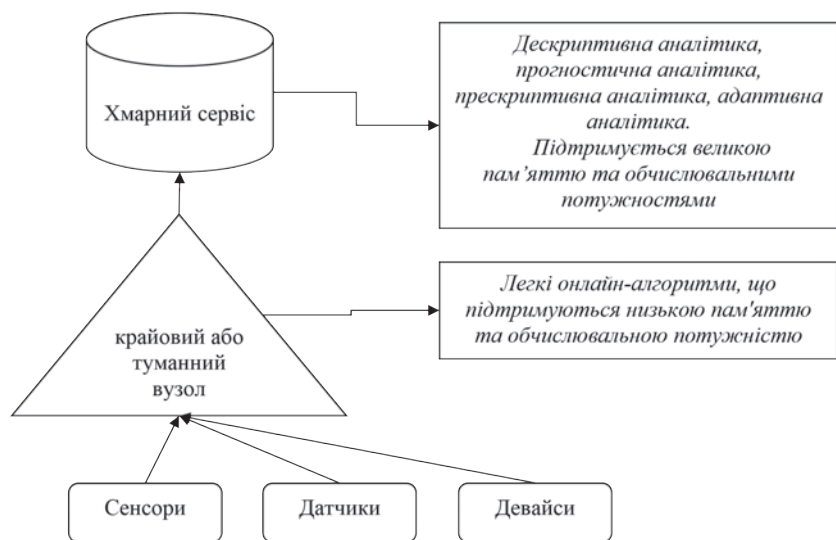 Хмарний сервіс
Дескриптивна аналітика,
прогностична аналітика,
прескриптивна аналітика, адаптивна
аналітика.
Підтримується великою
пам’яттю та обчислювальними
потужностями
крайовий або
туманний
вузол
Легкі онлайн-алгоритми, що
підтримуються низькою пам'яттю
та обчислювальною потужністю
Сенсори
Датчики
Девайси